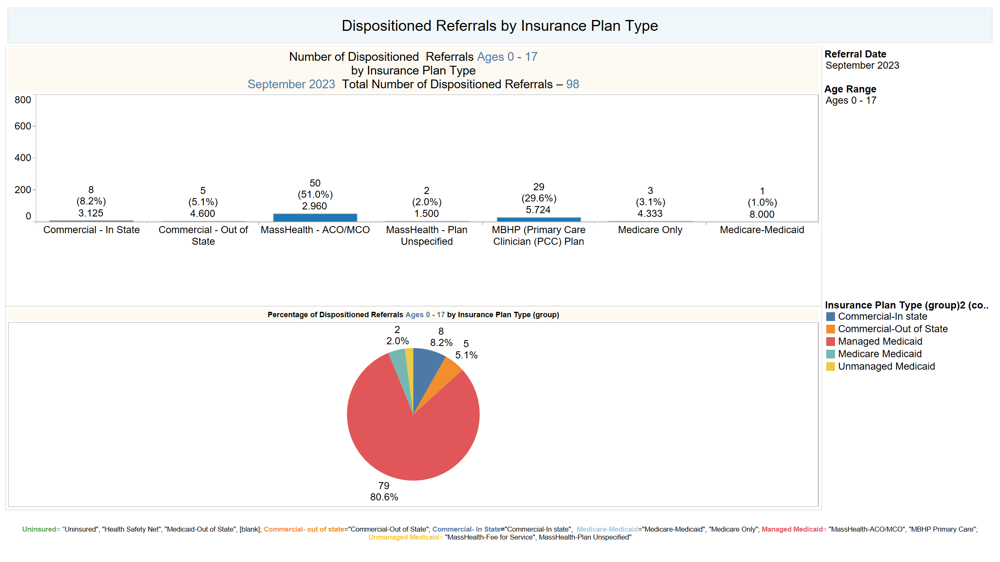 Dispositioned Referrals by Insurance Plan Type
Number of Dispositioned  Referrals Ages 0 - 17
by Insurance Plan Type
September 2023  Total Number of Dispositioned Referrals – 98
Referral Date
September 2023
Age Range
Ages 0 - 17
800
600
400
200
0
8
(8.2%)
3.125
5
(5.1%)
4.600
50
(51.0%)
2.960
2
(2.0%)
1.500
29
(29.6%)
5.724
3
(3.1%)
4.333
1
(1.0%)
8.000
Commercial - In State
Commercial - Out of
State
MassHealth - ACO/MCO
MassHealth - Plan
Unspecified
MBHP (Primary Care
Clinician (PCC) Plan
Medicare Only
Medicare-Medicaid
Percentage of Dispositioned Referrals Ages 0 - 17 by Insurance Plan Type (group)
2
2.0%
8
8.2%
5
5.1%
79
80.6%
Insurance Plan Type (group)2 (co..
Commercial-In state
Commercial-Out of State
Managed Medicaid
Medicare Medicaid
Unmanaged Medicaid
Uninsured= "Uninsured", "Health Safety Net", "Medicaid-Out of State", [blank]; Commercial- out of state="Commercial-Out of State"; Commercial- In State="Commercial-In state",  Medicare-Medicaid="Medicare-Medicaid", "Medicare Only"; Managed Medicaid= "MassHealth-ACO/MCO", "MBHP Primary Care";
Unmanaged Medicaid= "MassHealth-Fee for Service", MassHealth-Plan Unspecified"